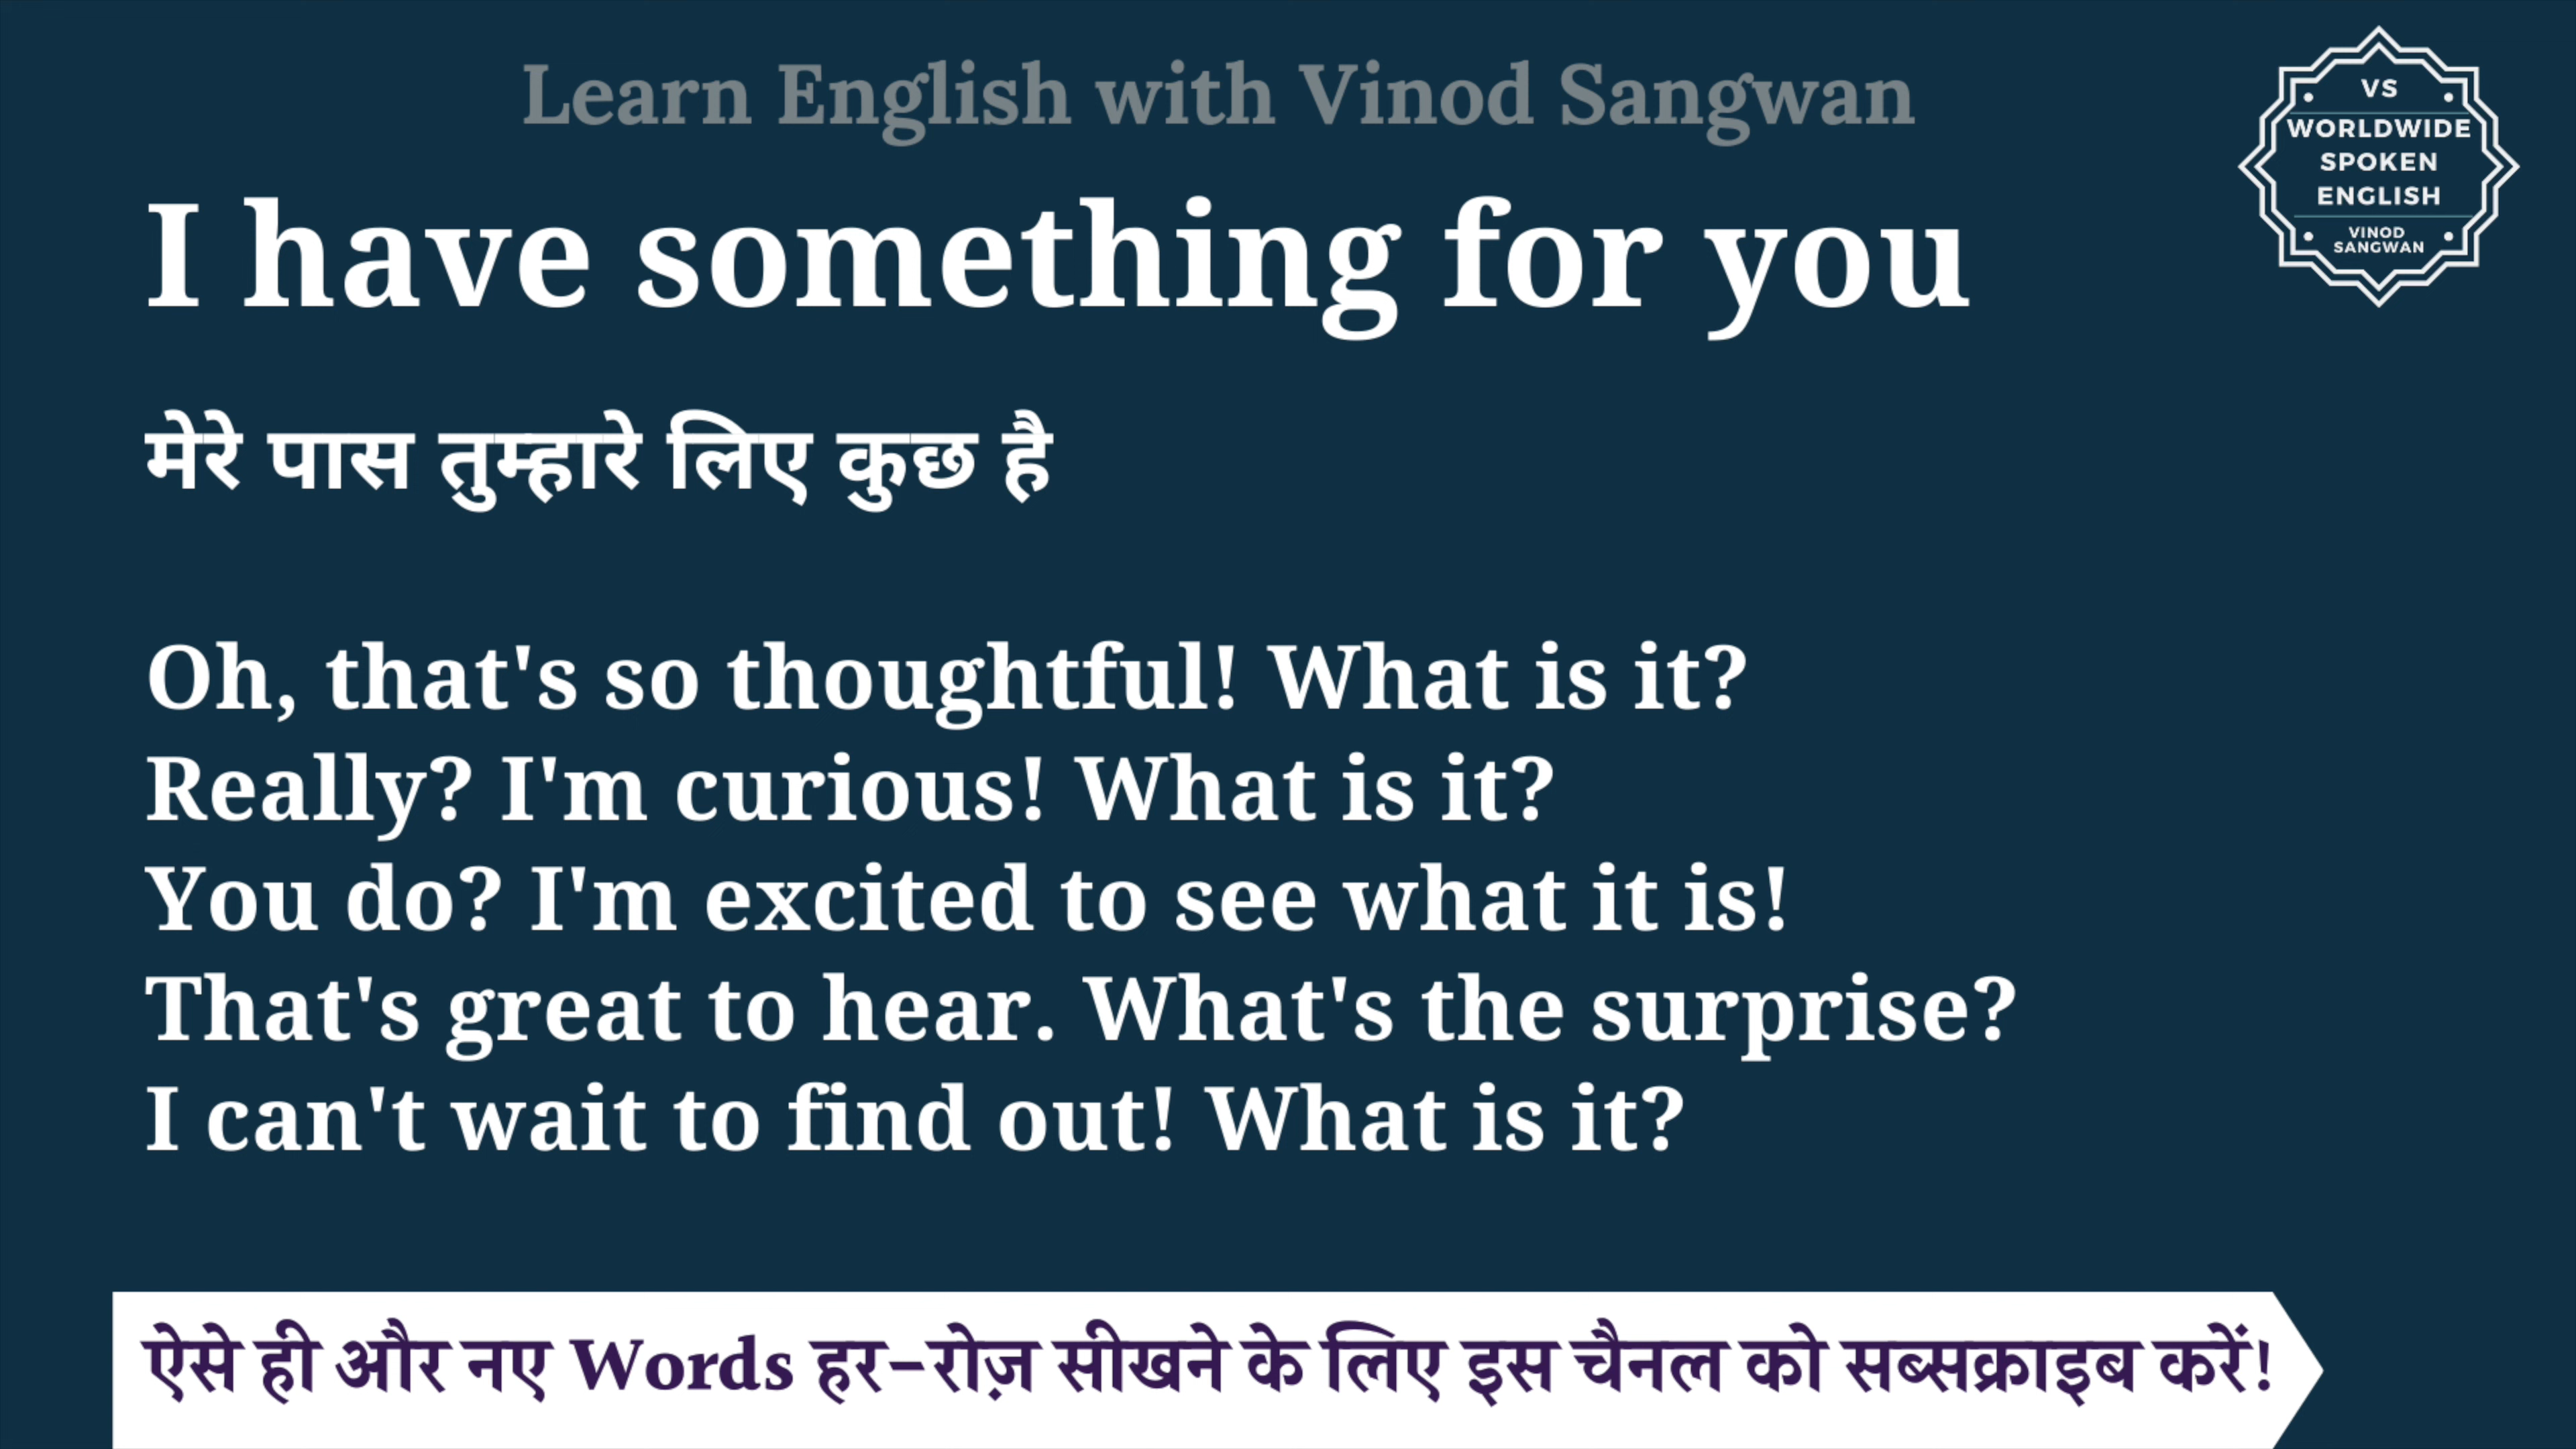 Learn English with Vinod Sangwan
VS
WORLDWIDE
SPOKEN
ENGLISH
VINOD
SANGWAN
I have something for you
मेरे पास तुम्हारे लिए कुछ है
Oh, that's so thoughtful! What is it?
Really? I'm curious! What is it?
You do? I'm excited to see what it is!
That's great to hear. What's the surprise?
I can't wait to find out! What is it?
ऐसे ही और नए Words हर-रोज़ सीखने के लिए इस चैनल को सब्सक्राइब करें!